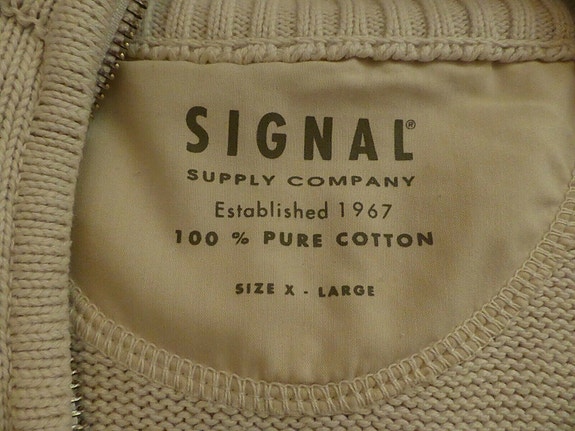 SIGNAL®
SUPPLY COMPANY
Established 1967
100 % PURE COTTON
SIZE X - LARGE